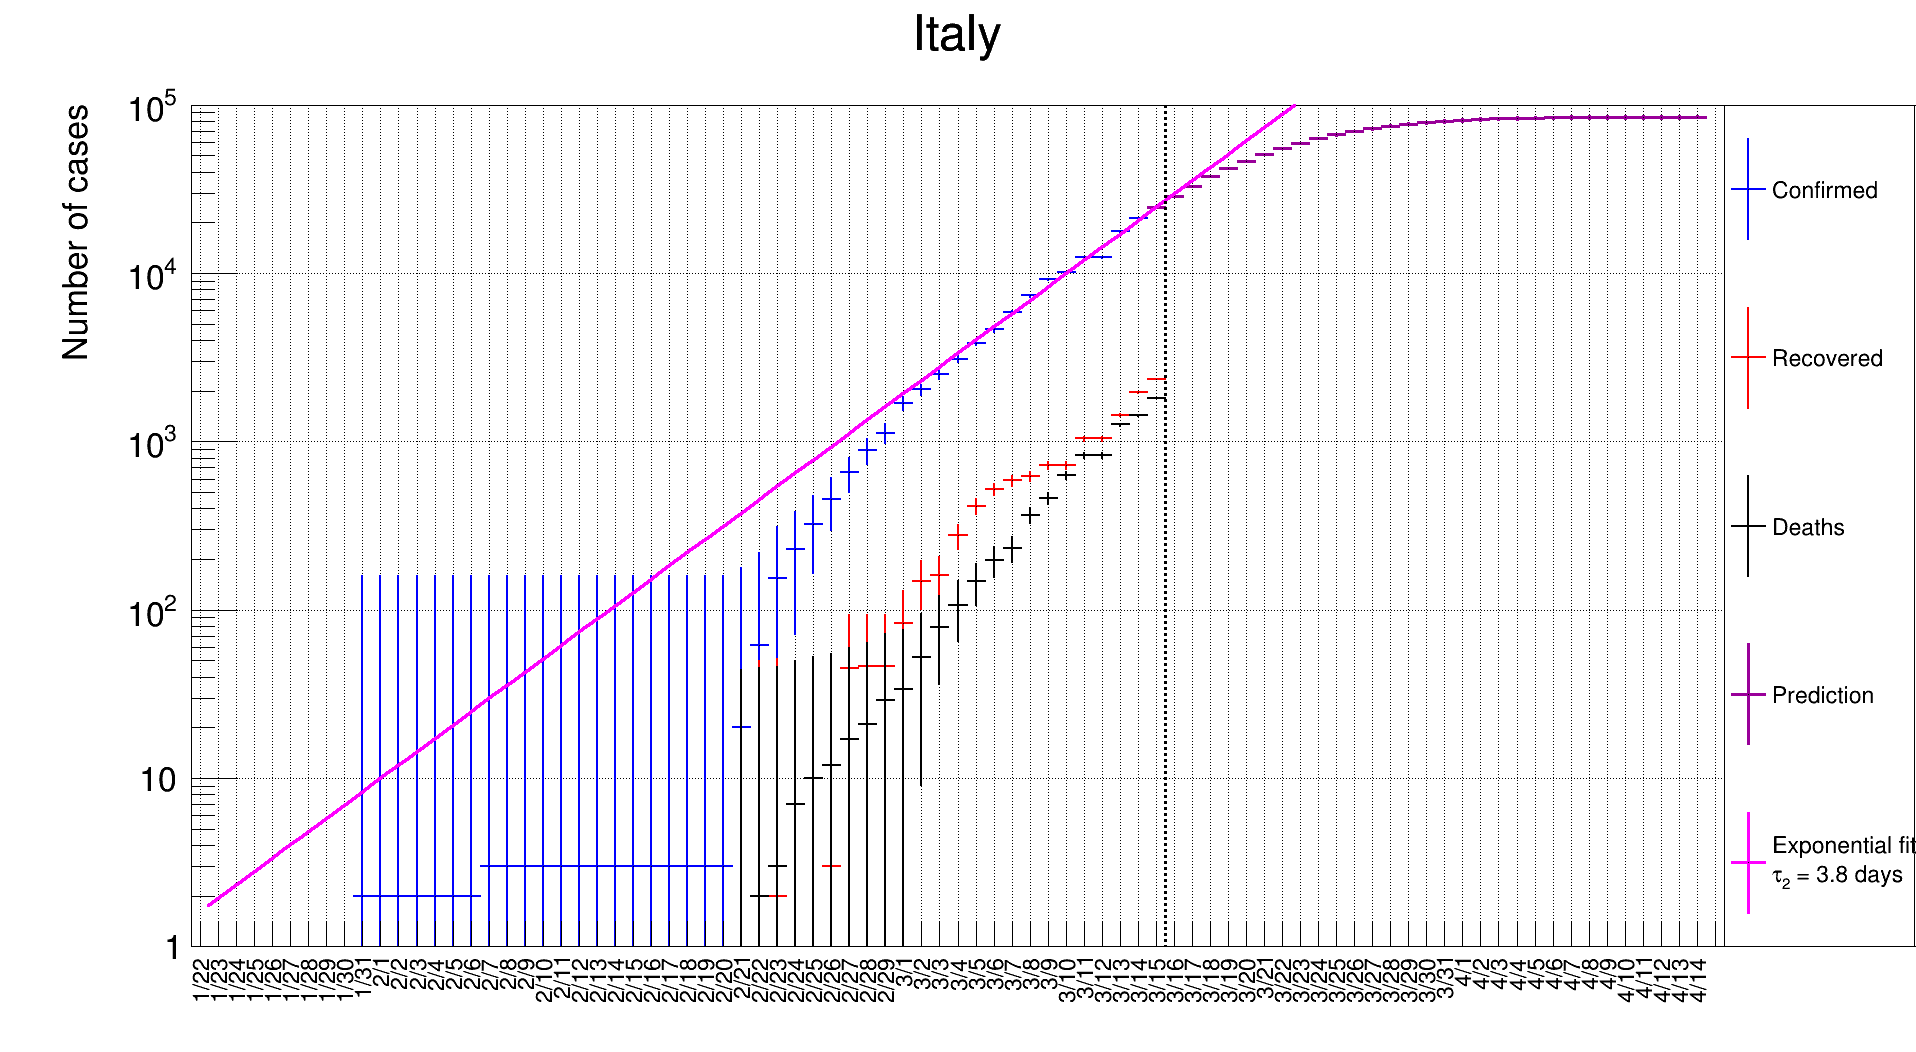 Italy
Number of cases
10⁵
10⁴
10³
10²
10
1
1/22 1/23 1/24 1/25 1/26 1/27 1/28 1/29 1/30 1/31 2/1 2/2 2/3 2/4 2/5 2/6 2/7 2/8 2/9 2/10 2/11 2/12 2/13 2/14 2/15 2/16 2/17 2/18 2/19 2/20 2/21 2/22 2/23 2/24 2/25 2/26 2/27 2/28 2/29 3/1 3/2 3/3 3/4 3/5 3/6 3/7 3/8 3/9 3/10 3/11 3/12 3/13 3/14 3/15 3/16 3/17 3/18 3/19 3/20 3/21 3/22 3/23 3/24 3/25 3/26 3/27 3/28 3/29 3/30 3/31 4/1 4/2 4/3 4/4 4/5 4/6 4/7 4/8 4/9 4/10 4/11 4/12 4/13 4/14
Confirmed
Recovered
Deaths
Prediction
Exponential fit
τ₂ = 3.8 days